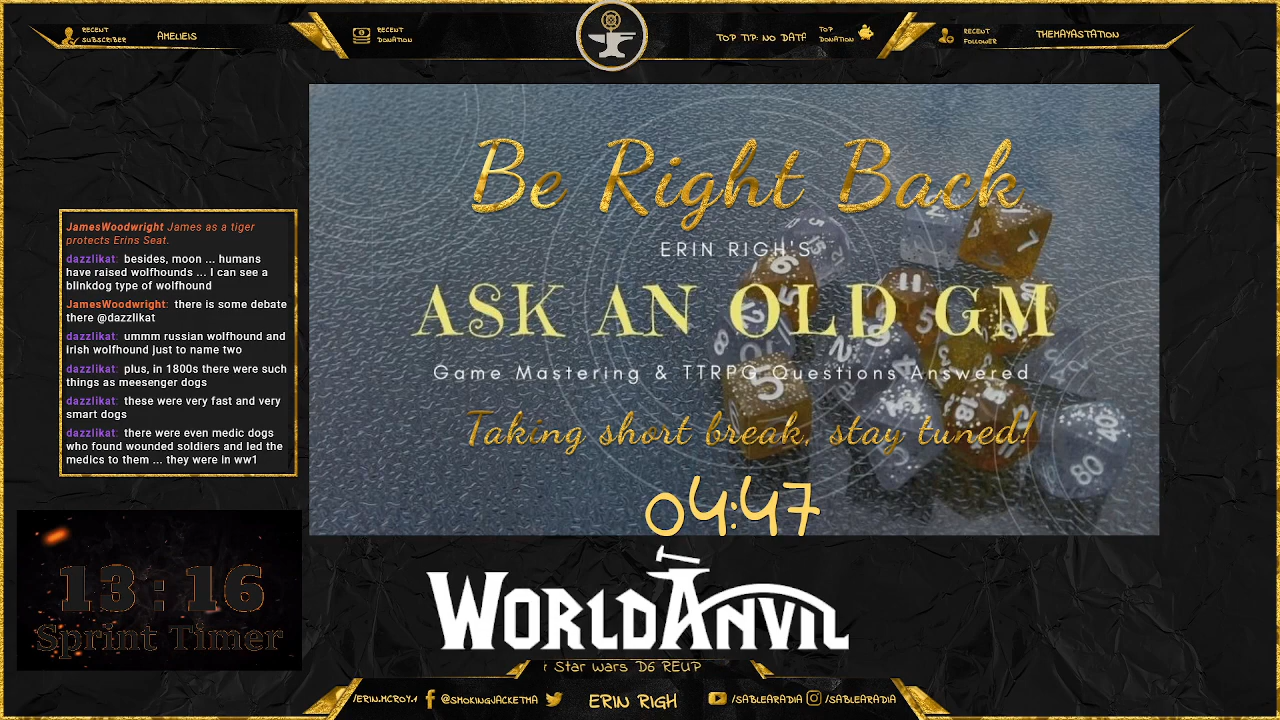 RECENT
SUBSCRIBER
AMELIEIS
RECENT
DONATION
TOP TIP: NO DATA
TOP
DONATION
RECENT
FOLLOWER
THEMAYASTATION
Be Right Back
ERIN RIGH'S
ASK AN OLD GM
Game Mastering & TTRPG Questions Answered
Taking short break, stay tuned!
04:47
JamesWoodwright James as a tiger
protects Erins Seat.
dazzlikat: besides, moon ... humans
have raised wolfhounds ... I can see a
blinkdog type of wolfhound
JamesWoodwright: there is some debate
there @dazzlikat
dazzlikat: ummm russian wolfhound and
irish wolfhound just to name two
dazzlikat: plus, in 1800s there were such
things as meesenger dogs
dazzlikat: these were very fast and very
smart dogs
dazzlikat: there were even medic dogs
who found wounded soldiers and led the
medics to them ... they were in ww1
13:16
Sprint Timer
WORLDANVIL
r Star Wars D6 REUP
/ERIN.MCROY.1
@SMOKINGJACKETMA
ERIN RIGH
/SABLEARADIA
/SABLEARADIA